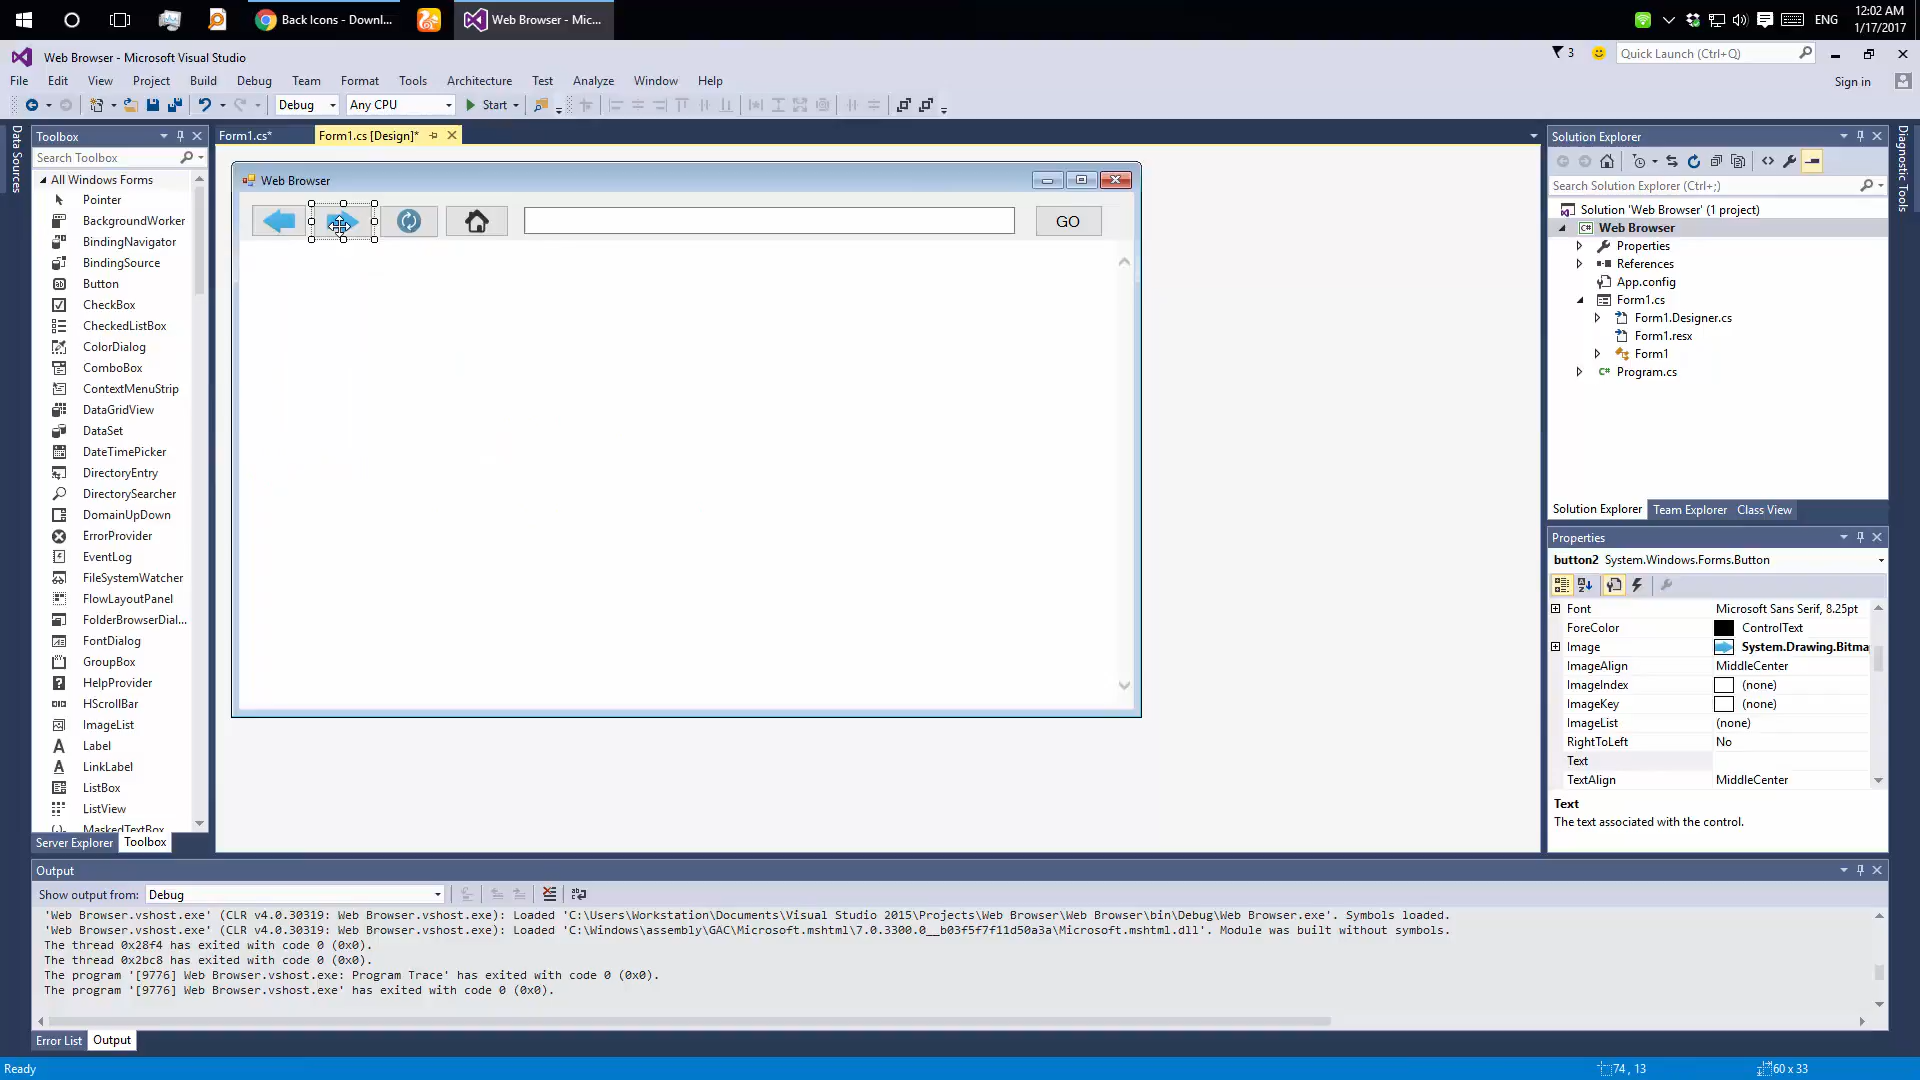 Back Icons - Downl...
Web Browser - Mic...
ENG
12:02 AM
1/17/2017
Web Browser - Microsoft Visual Studio
3
Quick Launch (Ctrl+Q)
File Edit View Project Build Debug Team Format Tools Architecture Test Analyze Window Help
Sign in
Debug
Any CPU
Start
Data Sources
Toolbox
Search Toolbox
All Windows Forms
Pointer
BackgroundWorker
BindingNavigator
BindingSource
Button
CheckBox
CheckedListBox
ColorDialog
ComboBox
ContextMenuStrip
DataGridView
DataSet
DateTimePicker
DirectoryEntry
DirectorySearcher
DomainUpDown
ErrorProvider
EventLog
FileSystemWatcher
FlowLayoutPanel
FolderBrowserDial...
FontDialog
GroupBox
HelpProvider
HScrollBar
ImageList
Label
LinkLabel
ListBox
ListView
MaskedTextBox
Server Explorer Toolbox
Form1.cs*
Form1.cs [Design]*
Web Browser
GO
Solution Explorer
Search Solution Explorer (Ctrl+;)
Solution 'Web Browser' (1 project)
Web Browser
Properties
References
App.config
Form1.cs
Form1.Designer.cs
Form1.resx
Form1
Program.cs
Solution Explorer Team Explorer Class View
Diagnostic Tools
Properties
button2 System.Windows.Forms.Button
Font Microsoft Sans Serif, 8.25pt
ForeColor ControlText
Image System.Drawing.Bitma
ImageAlign MiddleCenter
ImageIndex (none)
ImageKey (none)
ImageList (none)
RightToLeft No
Text
TextAlign MiddleCenter
Text
The text associated with the control.
Output
Show output from: Debug
'Web Browser.vshost.exe' (CLR v4.0.30319: Web Browser.vshost.exe): Loaded 'C:\Users\Workstation\Documents\Visual Studio 2015\Projects\Web Browser\Web Browser\bin\Debug\Web Browser.exe'. Symbols loaded.
'Web Browser.vshost.exe' (CLR v4.0.30319: Web Browser.vshost.exe): Loaded 'C:\Windows\assembly\GAC\Microsoft.mshtml\7.0.3300.0__b03f5f7f11d50a3a\Microsoft.mshtml.dll'. Module was built without symbols.
The thread 0x28f4 has exited with code 0 (0x0).
The thread 0x2bc8 has exited with code 0 (0x0).
The program '[9776] Web Browser.vshost.exe: Program Trace' has exited with code 0 (0x0).
The program '[9776] Web Browser.vshost.exe' has exited with code 0 (0x0).
Error List Output
Ready
74 , 13
60 x 33